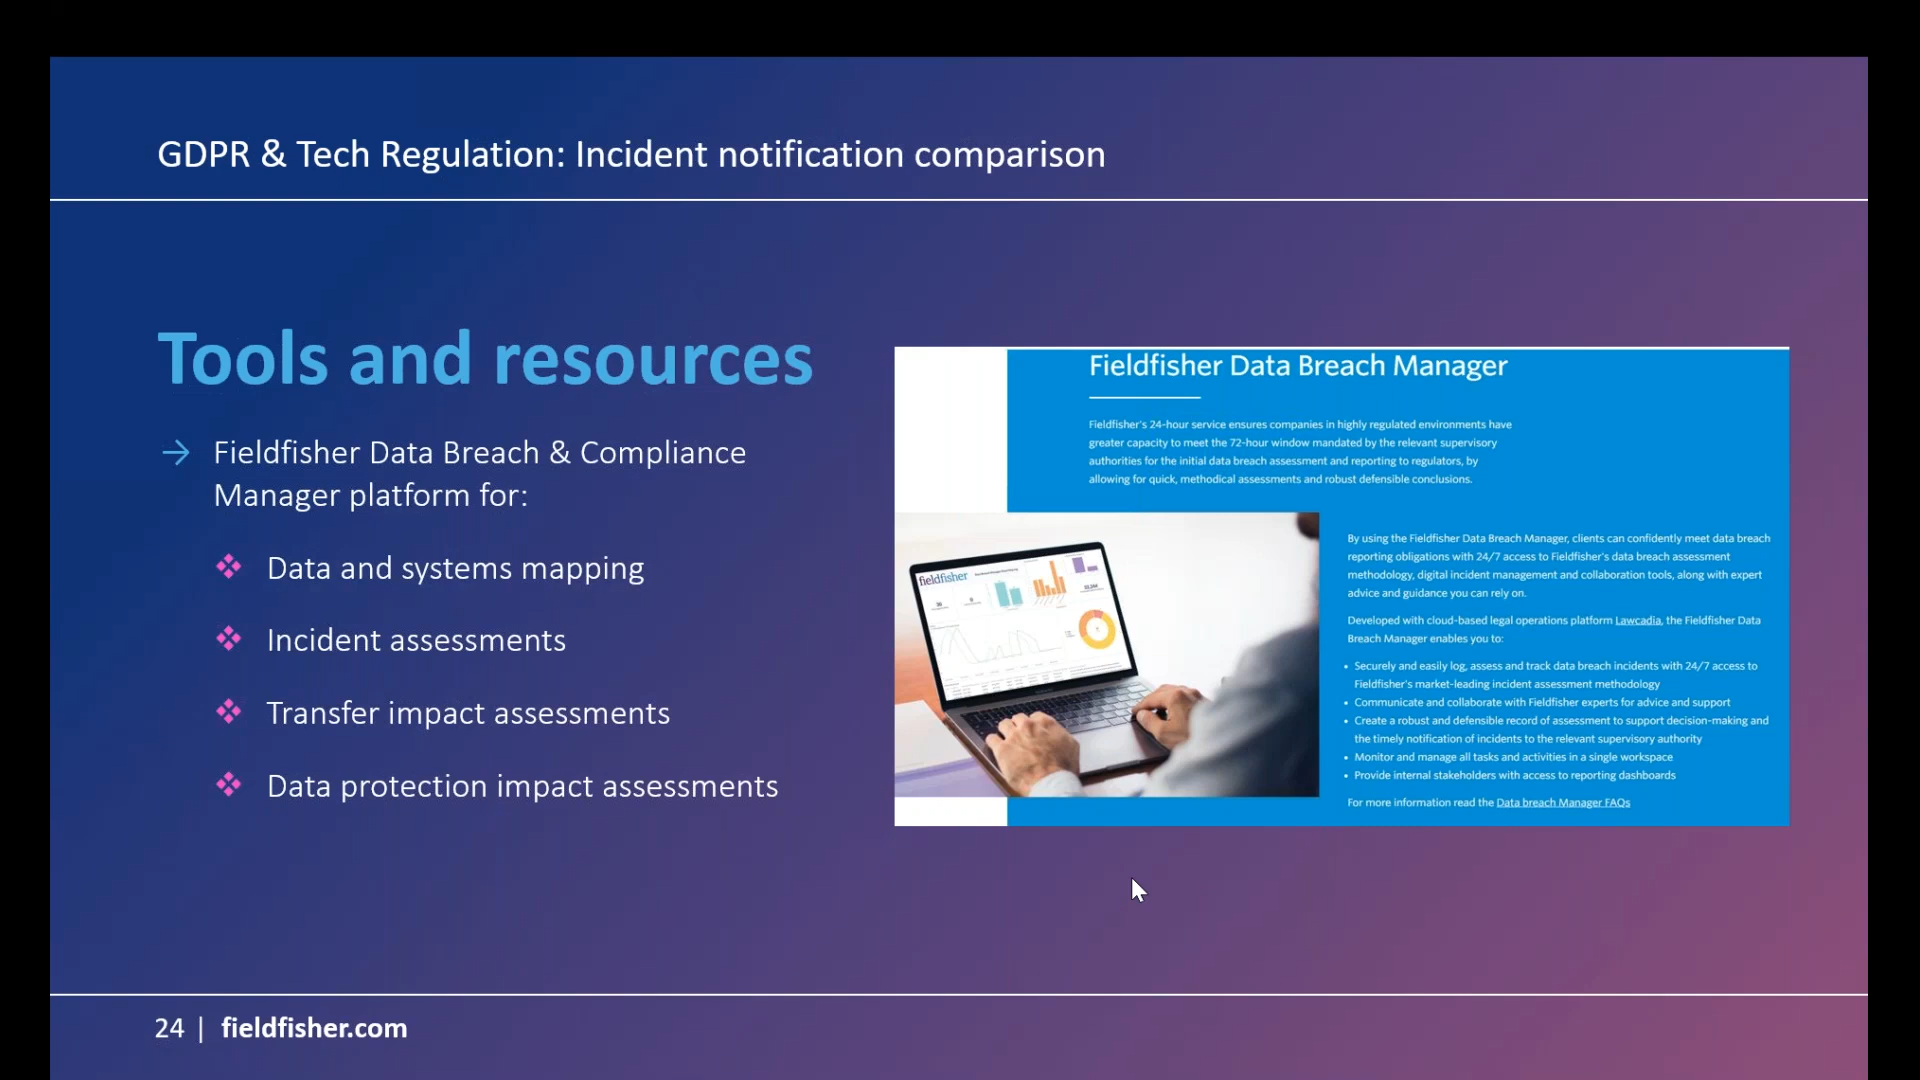 GDPR & Tech Regulation: Incident notification comparison
Tools and resources
→ Fieldfisher Data Breach & Compliance
Manager platform for:
❖ Data and systems mapping
❖ Incident assessments
❖ Transfer impact assessments
❖ Data protection impact assessments
Fieldfisher Data Breach Manager
Fieldfisher's 24-hour service ensures companies in highly regulated environments have
greater capacity to meet the 72-hour window mandated by the relevant supervisory
authorities for the initial data breach assessment and reporting to regulators, by
allowing for quick, methodical assessments and robust defensible conclusions.
fieldfisher
By using the Fieldfisher Data Breach Manager, clients can confidently meet data breach
reporting obligations with 24/7 access to Fieldfisher's data breach assessment
methodology, digital incident management and collaboration tools, along with expert
advice and guidance you can rely on.
Developed with cloud-based legal operations platform Lawcadia, the Fieldfisher Data
Breach Manager enables you to:
• Securely and easily log, assess and track data breach incidents with 24/7 access to
Fieldfisher's market-leading incident assessment methodology
• Communicate and collaborate with Fieldfisher experts for advice and support
• Create a robust and defensible record of assessment to support decision-making and
the timely notification of incidents to the relevant supervisory authority
• Monitor and manage all tasks and activities in a single workspace
• Provide internal stakeholders with access to reporting dashboards
For more information read the Data breach Manager FAQs
24 | fieldfisher.com